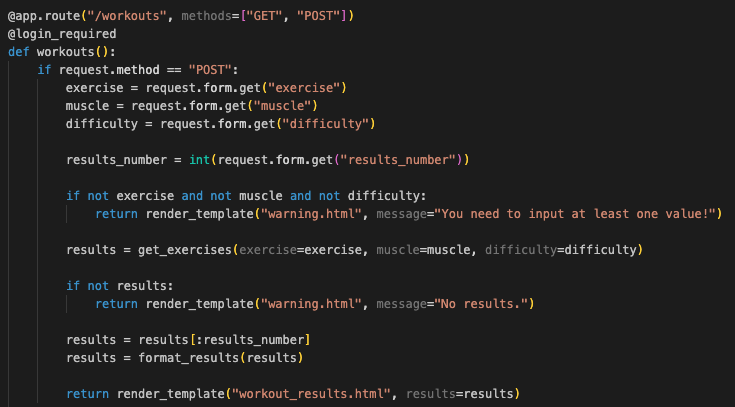 @app.route("/workouts", methods=["GET", "POST"])
@login_required
def workouts():
    if request.method == "POST":
        exercise = request.form.get("exercise")
        muscle = request.form.get("muscle")
        difficulty = request.form.get("difficulty")

        results_number = int(request.form.get("results_number"))

        if not exercise and not muscle and not difficulty:
            return render_template("warning.html", message="You need to input at least one value!")

        results = get_exercises(exercise=exercise, muscle=muscle, difficulty=difficulty)

        if not results:
            return render_template("warning.html", message="No results.")

        results = results[:results_number]
        results = format_results(results)

        return render_template("workout_results.html", results=results)